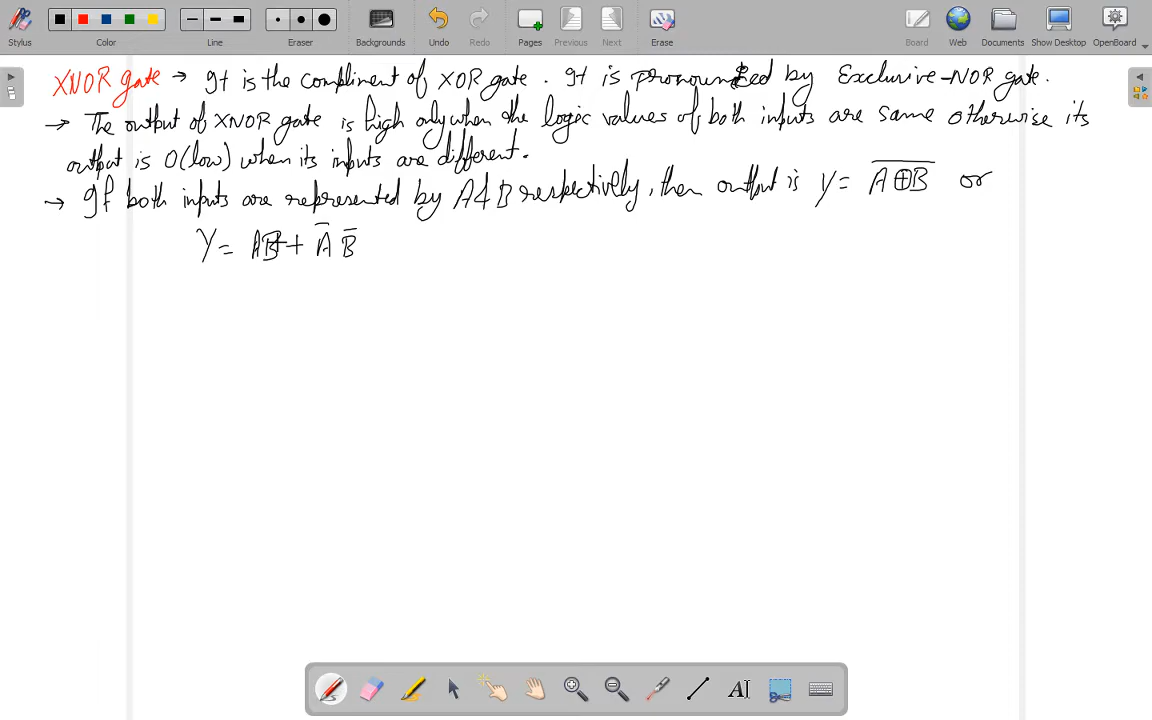 Stylus Color Line Eraser Backgrounds Undo Redo Pages Previous Next Erase Board Web Documents Show Desktop OpenBoard
XNOR gate → It is the compliment of XOR gate. It is pronounced by Exclusive-NOR gate.
→ The output of XNOR gate is high only when the logic values of both inputs are same otherwise its
output is 0(low) when its inputs are different.
→ If both inputs are represented by A & B respectively, then output is y = \overline{A⊕B} or
Y = AB + A̅ B̅